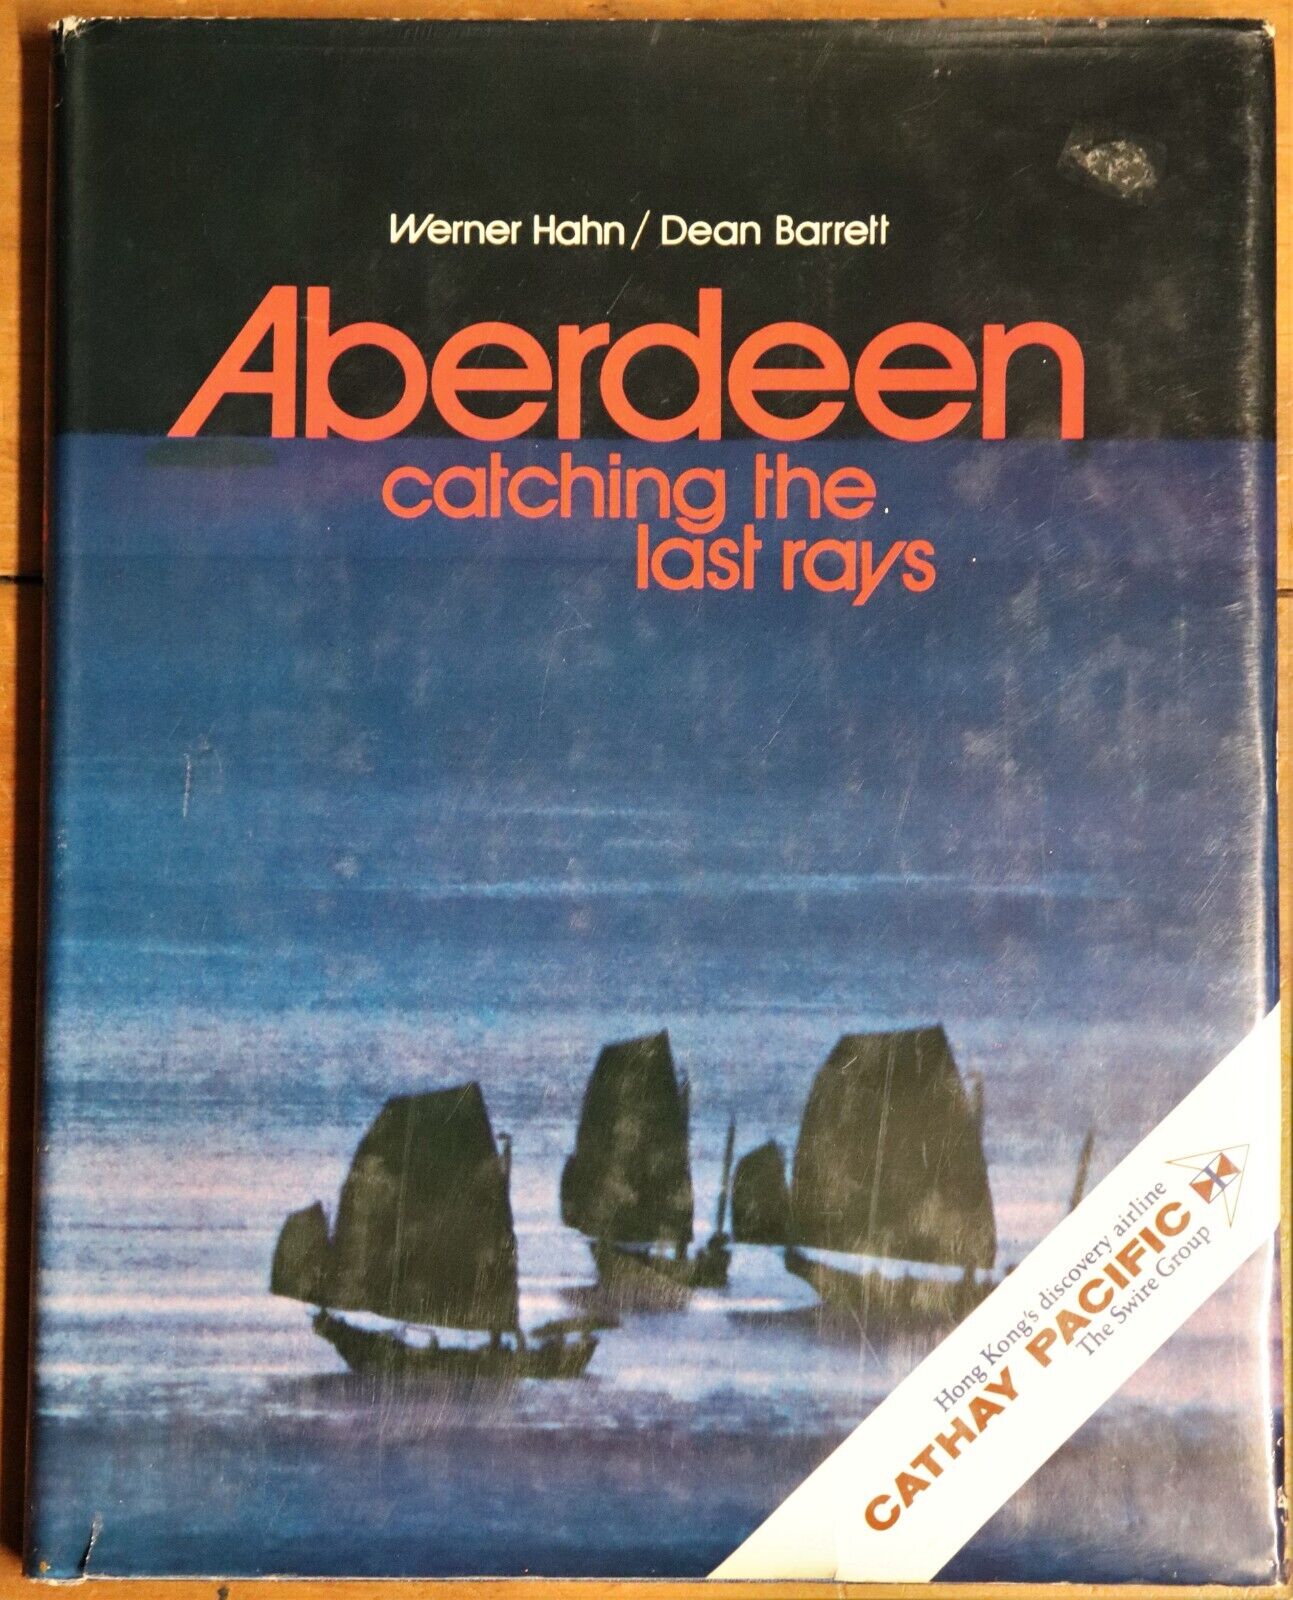 Werner Hahn / Dean Barrett
Aberdeen
catching the
last rays
Hong Kong's discovery airline
CATHAY PACIFIC
The Swire Group